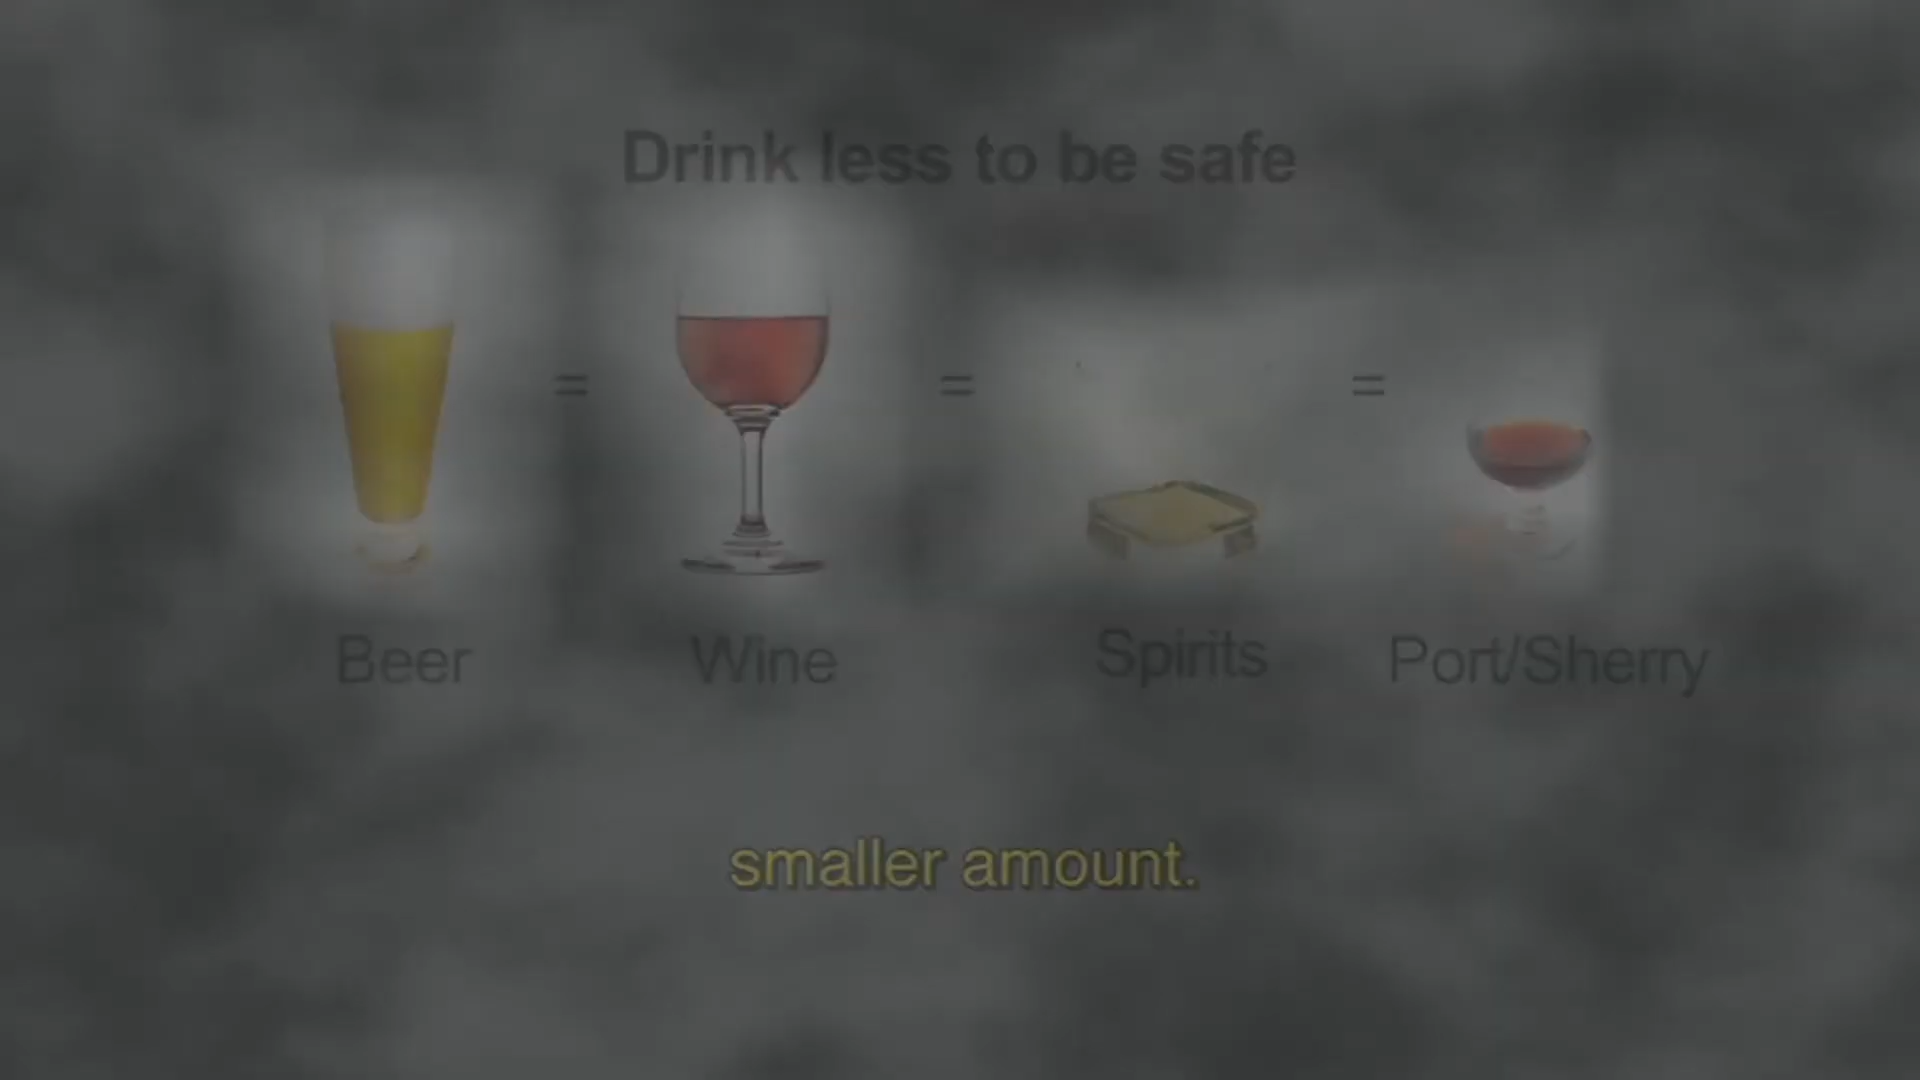 Drink less to be safe
= = =
Beer Wine Spirits Port/Sherry
smaller amount.